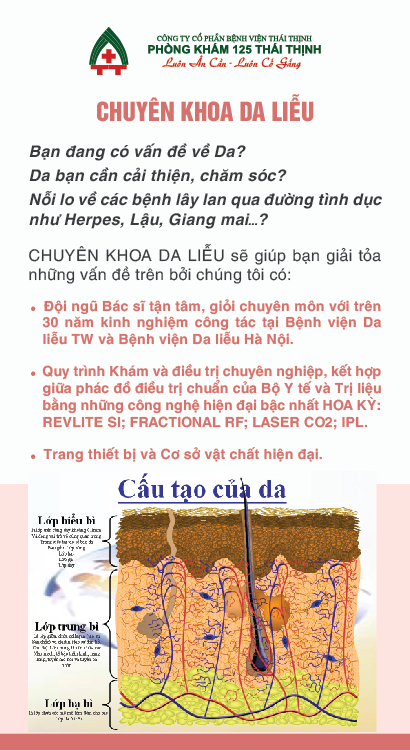 CÔNG TY CỔ PHẦN BỆNH VIỆN THÁI THỊNH
PHÒNG KHÁM 125 THÁI THỊNH
Luôn Ân Cần - Luôn Cố Gắng
CHUYÊN KHOA DA LIỄU
Bạn đang có vấn đề về Da?
Da bạn cần cải thiện, chăm sóc?
Nỗi lo về các bệnh lây lan qua đường tình dục
như Herpes, Lậu, Giang mai...?
CHUYÊN KHOA DA LIỄU sẽ giúp bạn giải tỏa
những vấn đề trên bởi chúng tôi có:
• Đội ngũ Bác sĩ tận tâm, giỏi chuyên môn với trên
30 năm kinh nghiệm công tác tại Bệnh viện Da
liễu TW và Bệnh viện Da liễu Hà Nội.
• Quy trình Khám và điều trị chuyên nghiệp, kết hợp
giữa phác đồ điều trị chuẩn của Bộ Y tế và Trị liệu
bằng những công nghệ hiện đại bậc nhất HOA KỲ:
REVLITE SI; FRACTIONAL RF; LASER CO2; IPL.
• Trang thiết bị và Cơ sở vật chất hiện đại.
Cấu tạo của da
Lớp biểu bì
Lớp trung bì
Lớp hạ bì